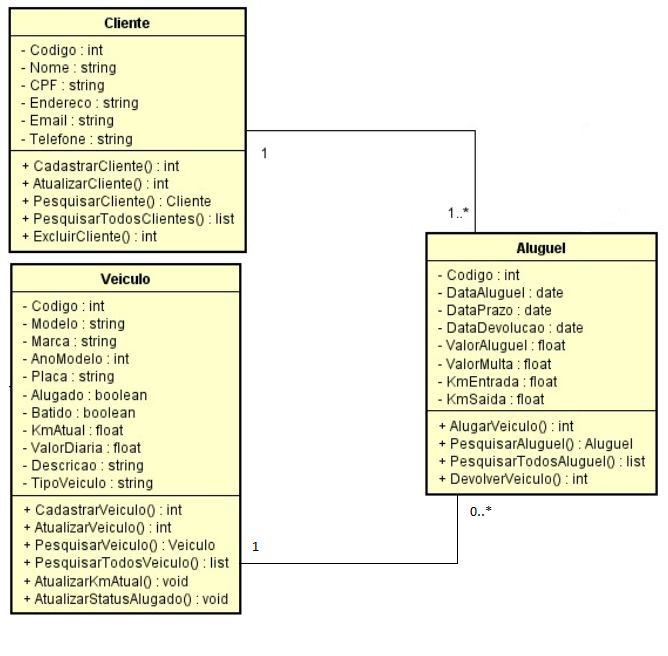 Cliente
- Codigo : int
- Nome : string
- CPF : string
- Endereco : string
- Email : string
- Telefone : string
+ CadastrarCliente() : int
+ AtualizarCliente() : int
+ PesquisarCliente() : Cliente
+ PesquisarTodosClientes() : list
+ ExcluirCliente() : int
1
1..*
Aluguel
- Codigo : int
- DataAluguel : date
- DataPrazo : date
- DataDevolucao : date
- ValorAluguel : float
- ValorMulta : float
- KmEntrada : float
- KmSaida : float
+ AlugarVeiculo() : int
+ PesquisarAluguel() : Aluguel
+ PesquisarTodosAluguel() : list
+ DevolverVeiculo() : int
0..*
Veiculo
- Codigo : int
- Modelo : string
- Marca : string
- AnoModelo : int
- Placa : string
- Alugado : boolean
- Batido : boolean
- KmAtual : float
- ValorDiaria : float
- Descricao : string
- TipoVeiculo : string
+ CadastrarVeiculo() : int
+ AtualizarVeiculo() : int
+ PesquisarVeiculo() : Veiculo
+ PesquisarTodosVeiculo() : list
+ AtualizarKmAtual() : void
+ AtualizarStatusAlugado() : void
1